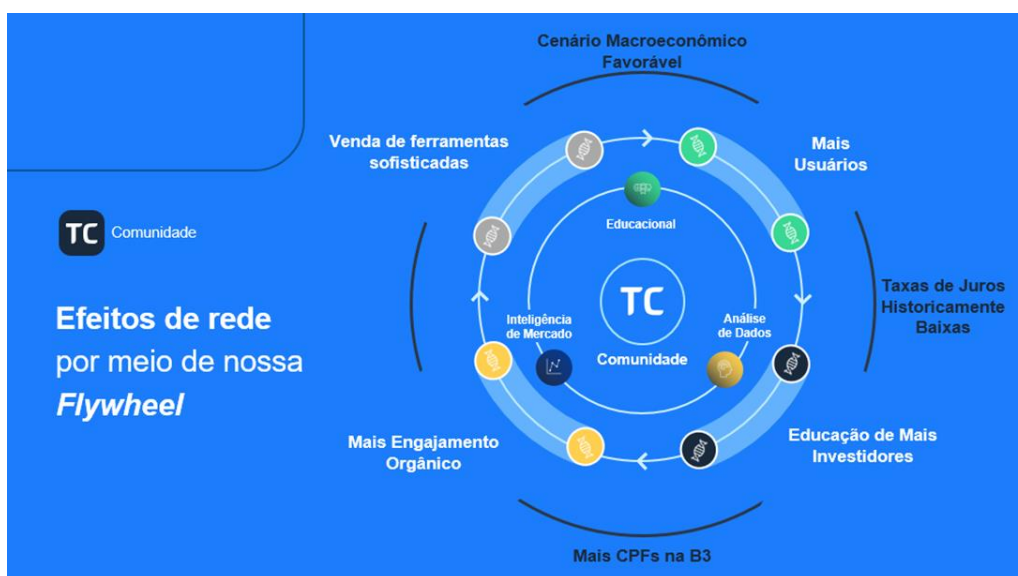 Cenário Macroeconômico
Favorável
Venda de ferramentas
sofisticadas
Mais
Usuários
Educacional
TC
Comunidade
Efeitos de rede
por meio de nossa
Flywheel
TC
Comunidade
Inteligência
de Mercado
Análise
de Dados
Taxas de Juros
Historicamente
Baixas
Mais Engajamento
Orgânico
Educação de Mais
Investidores
Mais CPFs na B3